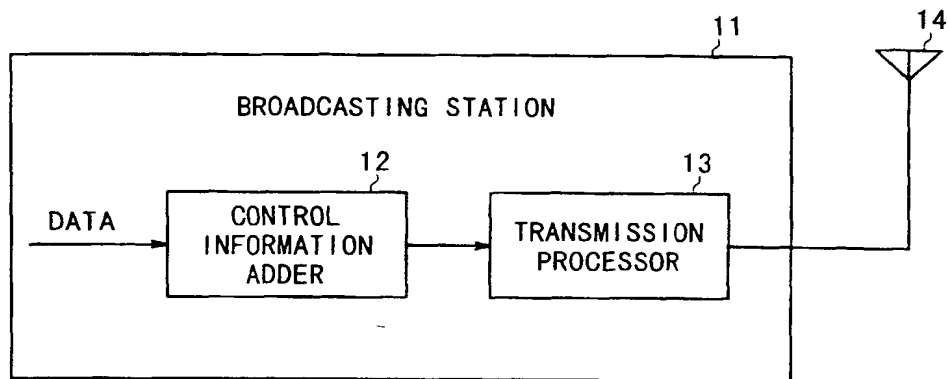 11
14
BROADCASTING STATION
12
13
DATA
CONTROL
INFORMATION
ADDER
TRANSMISSION
PROCESSOR